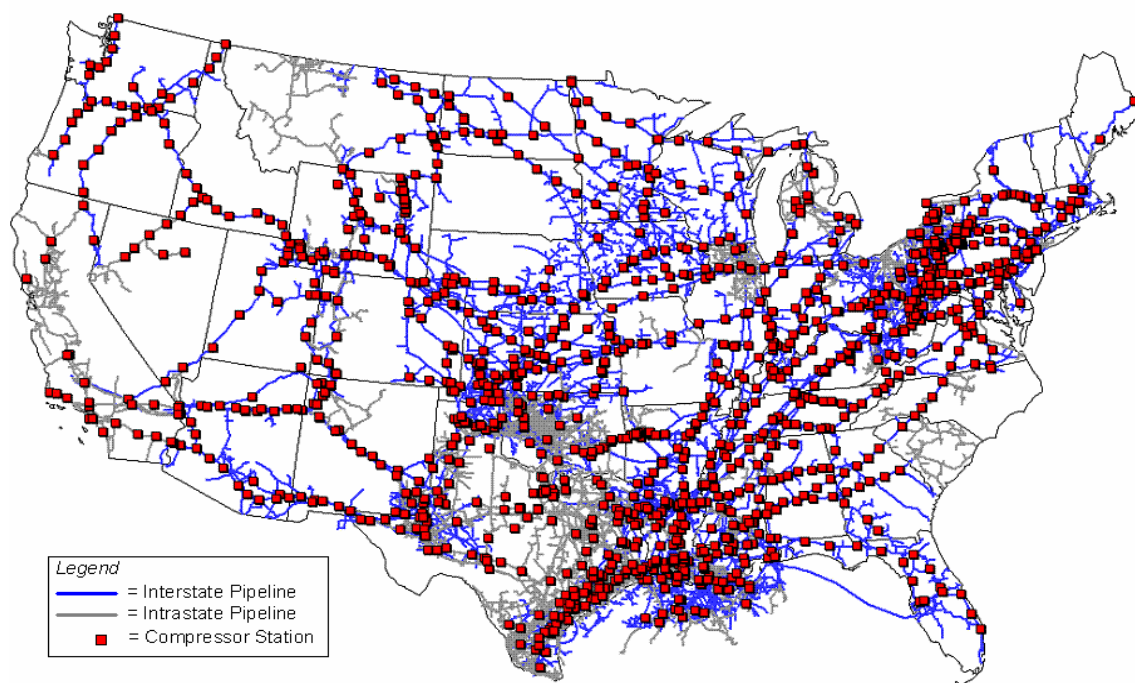 Legend
= Interstate Pipeline
= Intrastate Pipeline
= Compressor Station